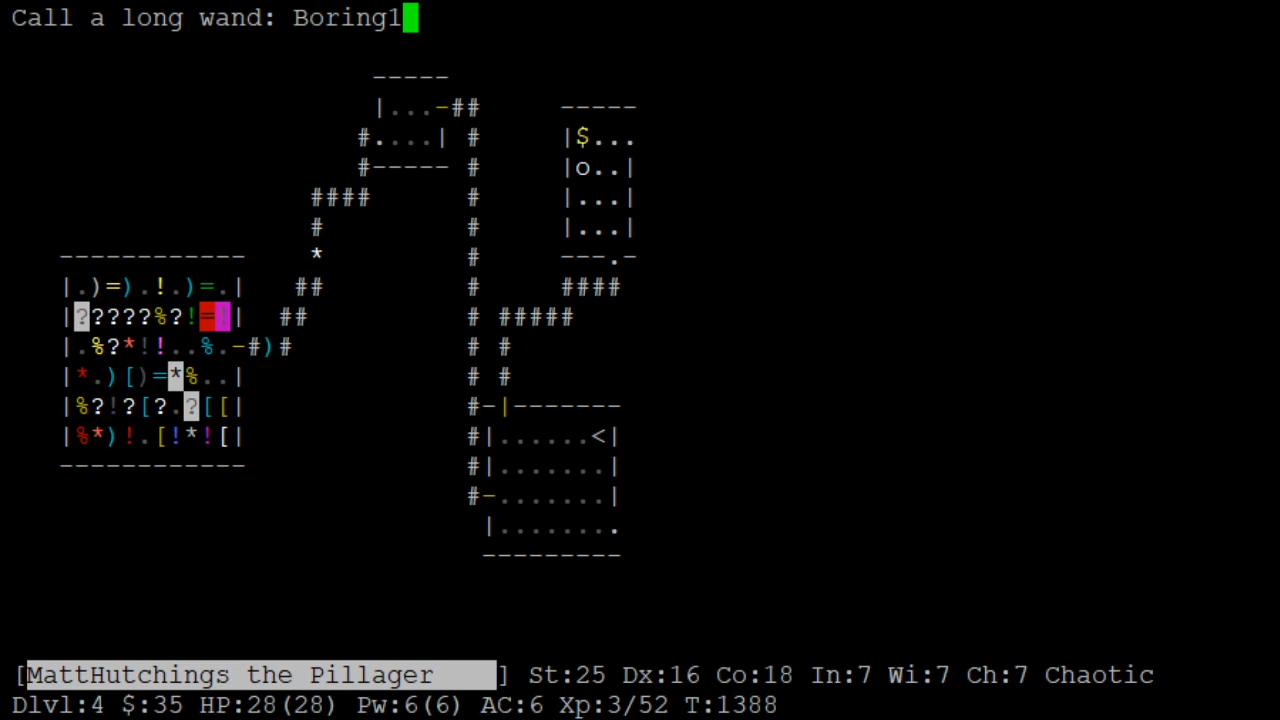 Call a long wand: Boring1
-----
|...-##            -----
#....| #     |$...
#----- #     |o..|
####      #     |...|
#         #     |...|
------------    *         #     ---.-
|.)=).!.)=.|   ##         #     ####
|?????%?!=!|  ##          # #####
|.%?*!!..%.-#)#           # #
|*.)[)=*%..|              # #
|%?!?[?.?[[|              #-|-------
|%*)!.[!*![|              #|......<|
------------              #|.......|
#-.......|
|........
---------
[MattHutchings the Pillager    ] St:25 Dx:16 Co:18 In:7 Wi:7 Ch:7 Chaotic
Dlvl:4 $:35 HP:28(28) Pw:6(6) AC:6 Xp:3/52 T:1388